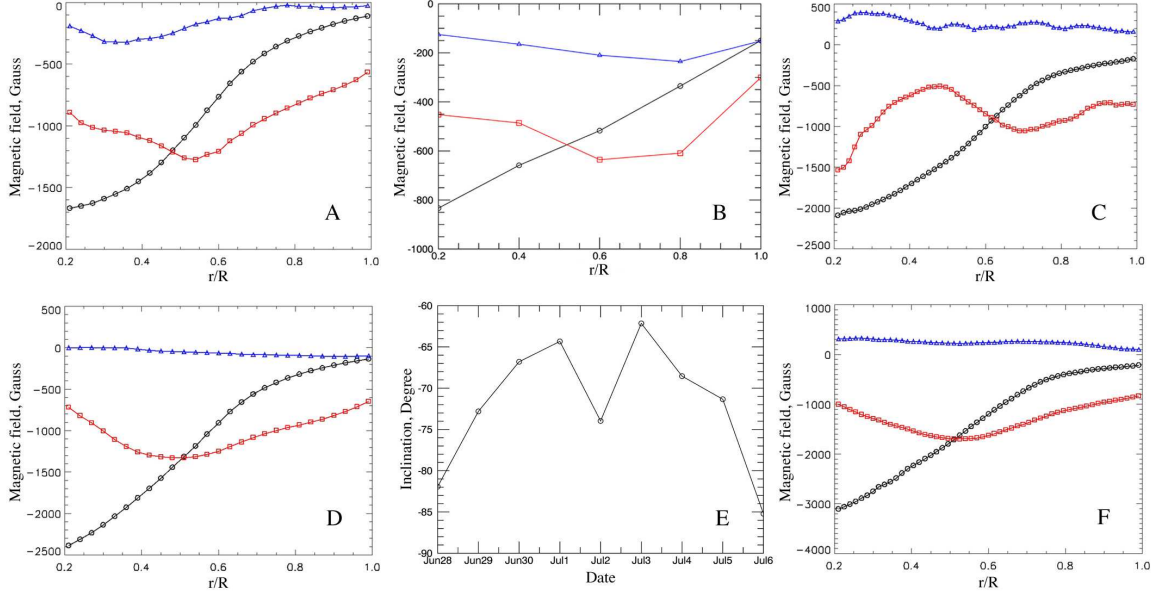 Magnetic field, Gauss
0
-500
-1000
-1500
-2000
A
0.2 0.4 0.6 0.8 1.0
r/R
Magnetic field, Gauss
0
-200
-400
-600
-800
-1000
B
0.2 0.4 0.6 0.8 1.0
r/R
Magnetic field, Gauss
500
0
-500
-1000
-1500
-2000
-2500
C
0.2 0.4 0.6 0.8 1.0
r/R
Magnetic field, Gauss
500
0
-500
-1000
-1500
-2000
-2500
D
0.2 0.4 0.6 0.8 1.0
r/R
Inclination, Degree
-60
-65
-70
-75
-80
-85
-90
E
Jun28 Jun29 Jun30 Jul1 Jul2 Jul3 Jul4 Jul5 Jul6
Date
Magnetic field, Gauss
1000
0
-1000
-2000
-3000
-4000
F
0.2 0.4 0.6 0.8 1.0
r/R